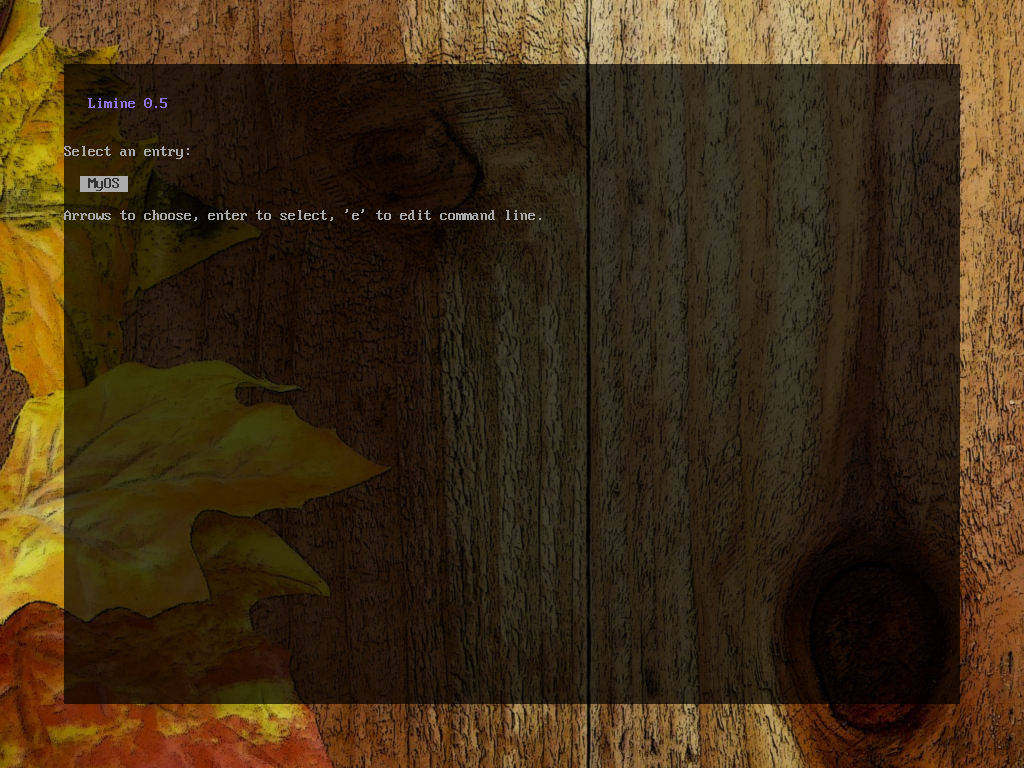 Limine 0.5
Select an entry:
MyOS
Arrows to choose, enter to select, 'e' to edit command line.